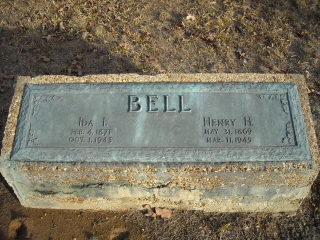 BELL
IDA I.
FEB. 4, 1871
OCT. 1, 1945
HENRY H.
MAY 31, 1869
MAR. 11, 1945